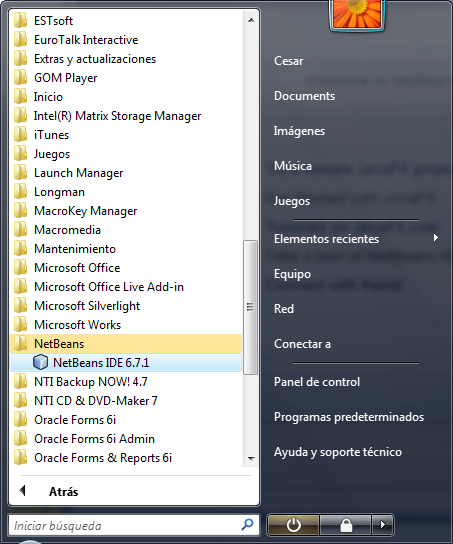 ESTsoft
EuroTalk Interactive
Extras y actualizaciones
GOM Player
Inicio
Intel(R) Matrix Storage Manager
iTunes
Juegos
Launch Manager
Longman
MacroKey Manager
Macromedia
Mantenimiento
Microsoft Office
Microsoft Office Live Add-in
Microsoft Silverlight
Microsoft Works
NetBeans
NetBeans IDE 6.7.1
NTI Backup NOW! 4.7
NTI CD & DVD-Maker 7
Oracle Forms 6i
Oracle Forms 6i Admin
Oracle Forms & Reports 6i
Atrás
Iniciar búsqueda
Cesar
Documents
Imágenes
Música
Juegos
Elementos recientes
Equipo
Red
Conectar a
Panel de control
Programas predeterminados
Ayuda y soporte técnico